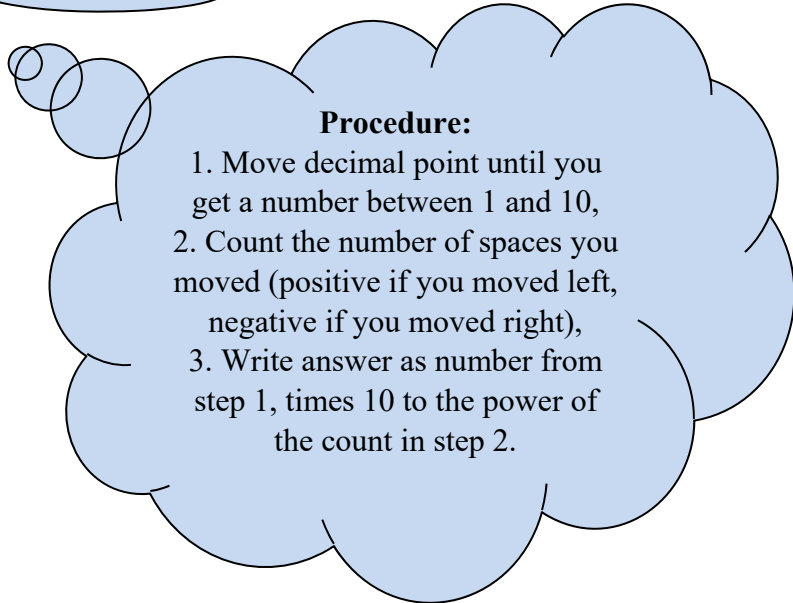 Procedure:
1. Move decimal point until you
get a number between 1 and 10,
2. Count the number of spaces you
moved (positive if you moved left,
negative if you moved right),
3. Write answer as number from
step 1, times 10 to the power of
the count in step 2.